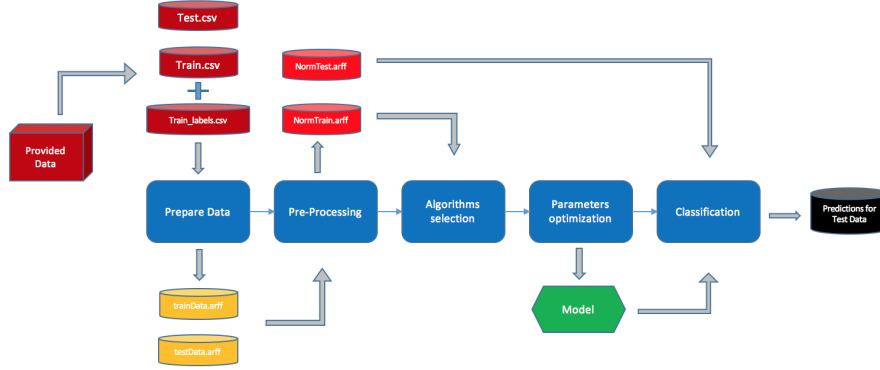 Test.csv
Train.csv
Train_labels.csv
NormTest.arff
NormTrain.arff
Provided
Data
Prepare Data
Pre-Processing
Algorithms
selection
Parameters
optimization
Classification
Predictions for
Test Data
trainData.arff
testData.arff
Model